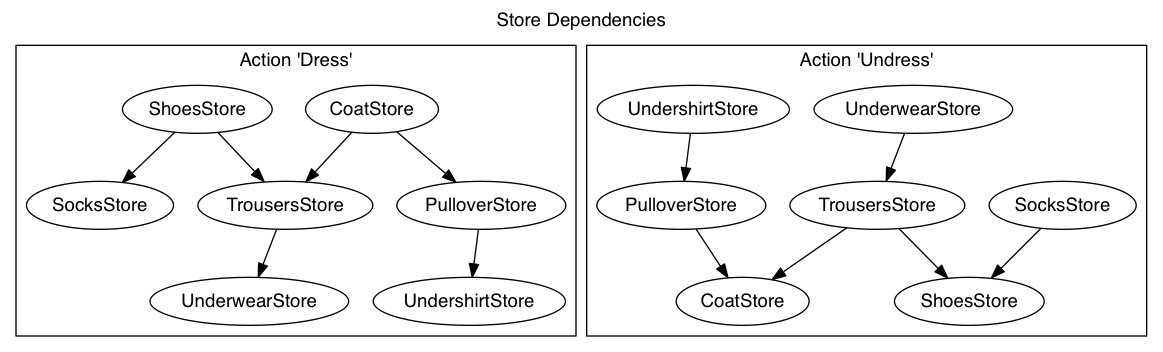 Store Dependencies
Action 'Dress'
ShoesStore
CoatStore
SocksStore
TrousersStore
PulloverStore
UnderwearStore
UndershirtStore
Action 'Undress'
UndershirtStore
UnderwearStore
PulloverStore
TrousersStore
SocksStore
CoatStore
ShoesStore